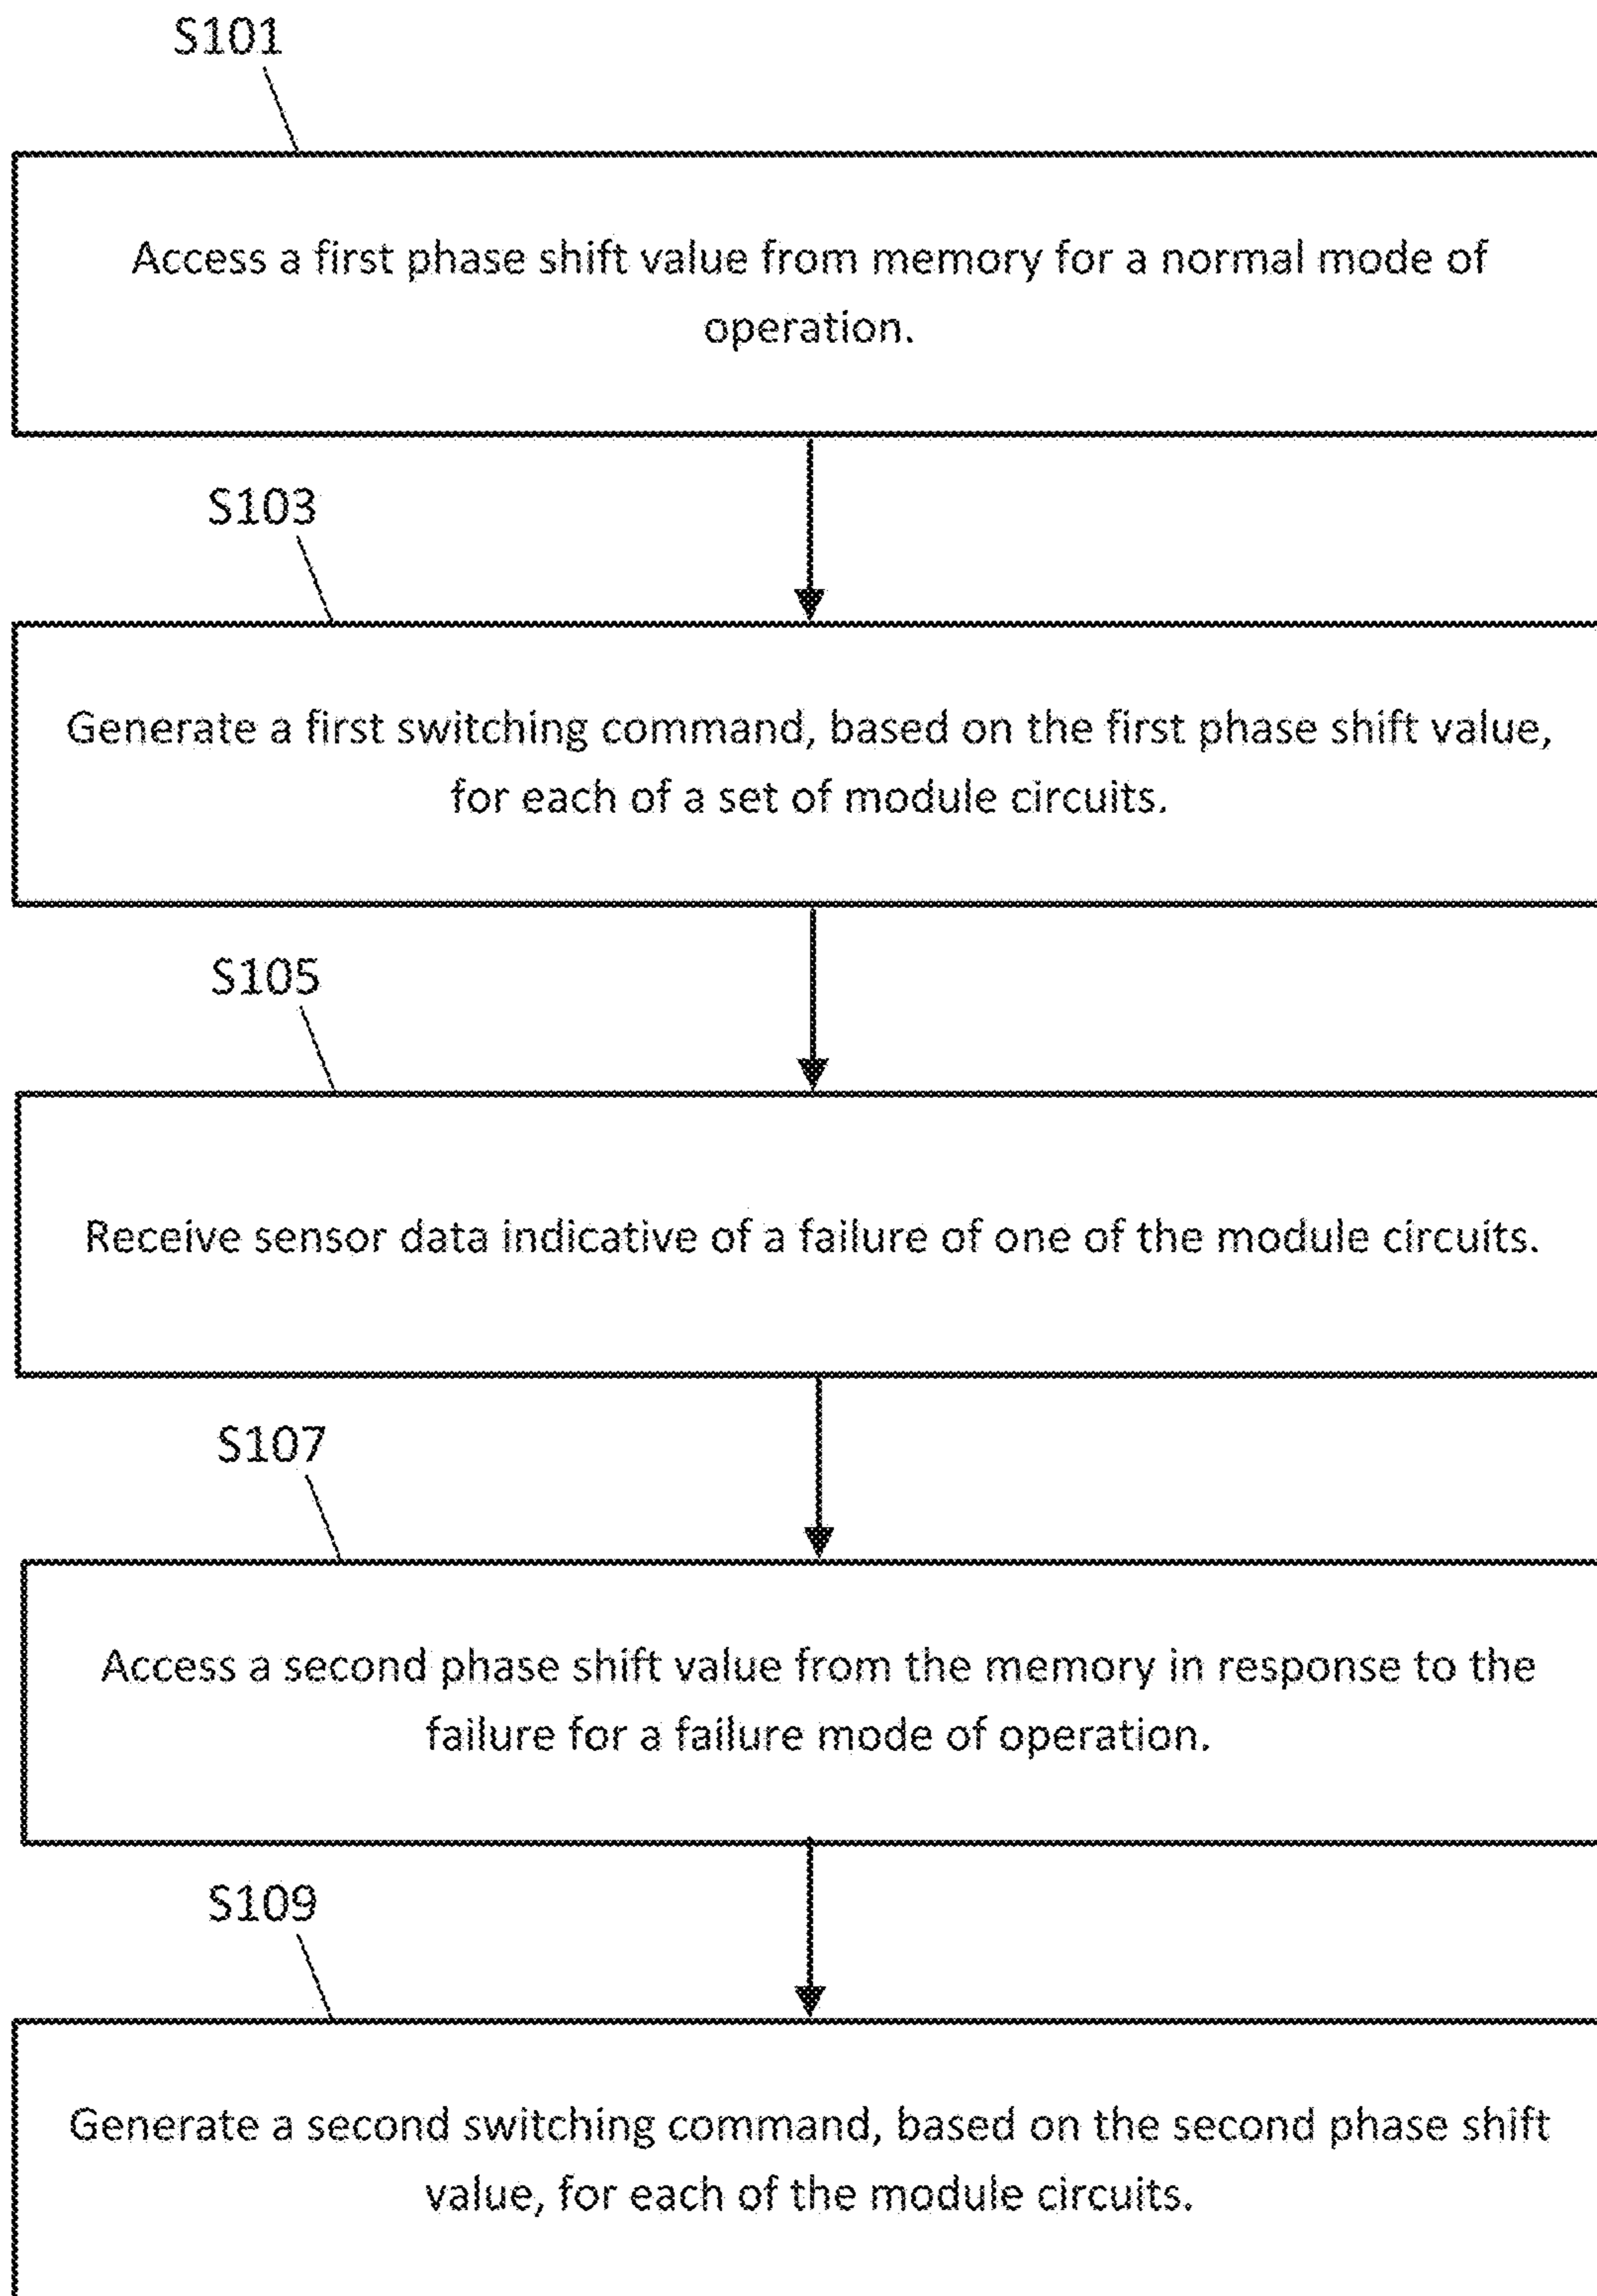 S101
Access a first phase shift value from memory for a normal mode of
operation.
S103
Generate a first switching command, based on the first phase shift value,
for each of a set of module circuits.
S105
Receive sensor data indicative of a failure of one of the module circuits.
S107
Access a second phase shift value from the memory in response to the
failure for a failure mode of operation.
S109
Generate a second switching command, based on the second phase shift
value, for each of the module circuits.